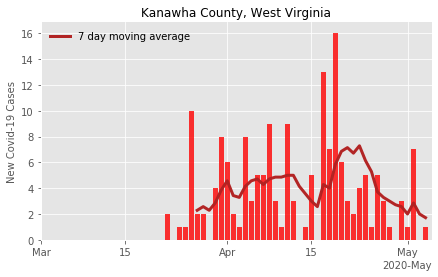 Kanawha County, West Virginia
7 day moving average
New Covid-19 Cases
16
14
12
10
8
6
4
2
0
Mar 15 Apr 15 May
2020-May